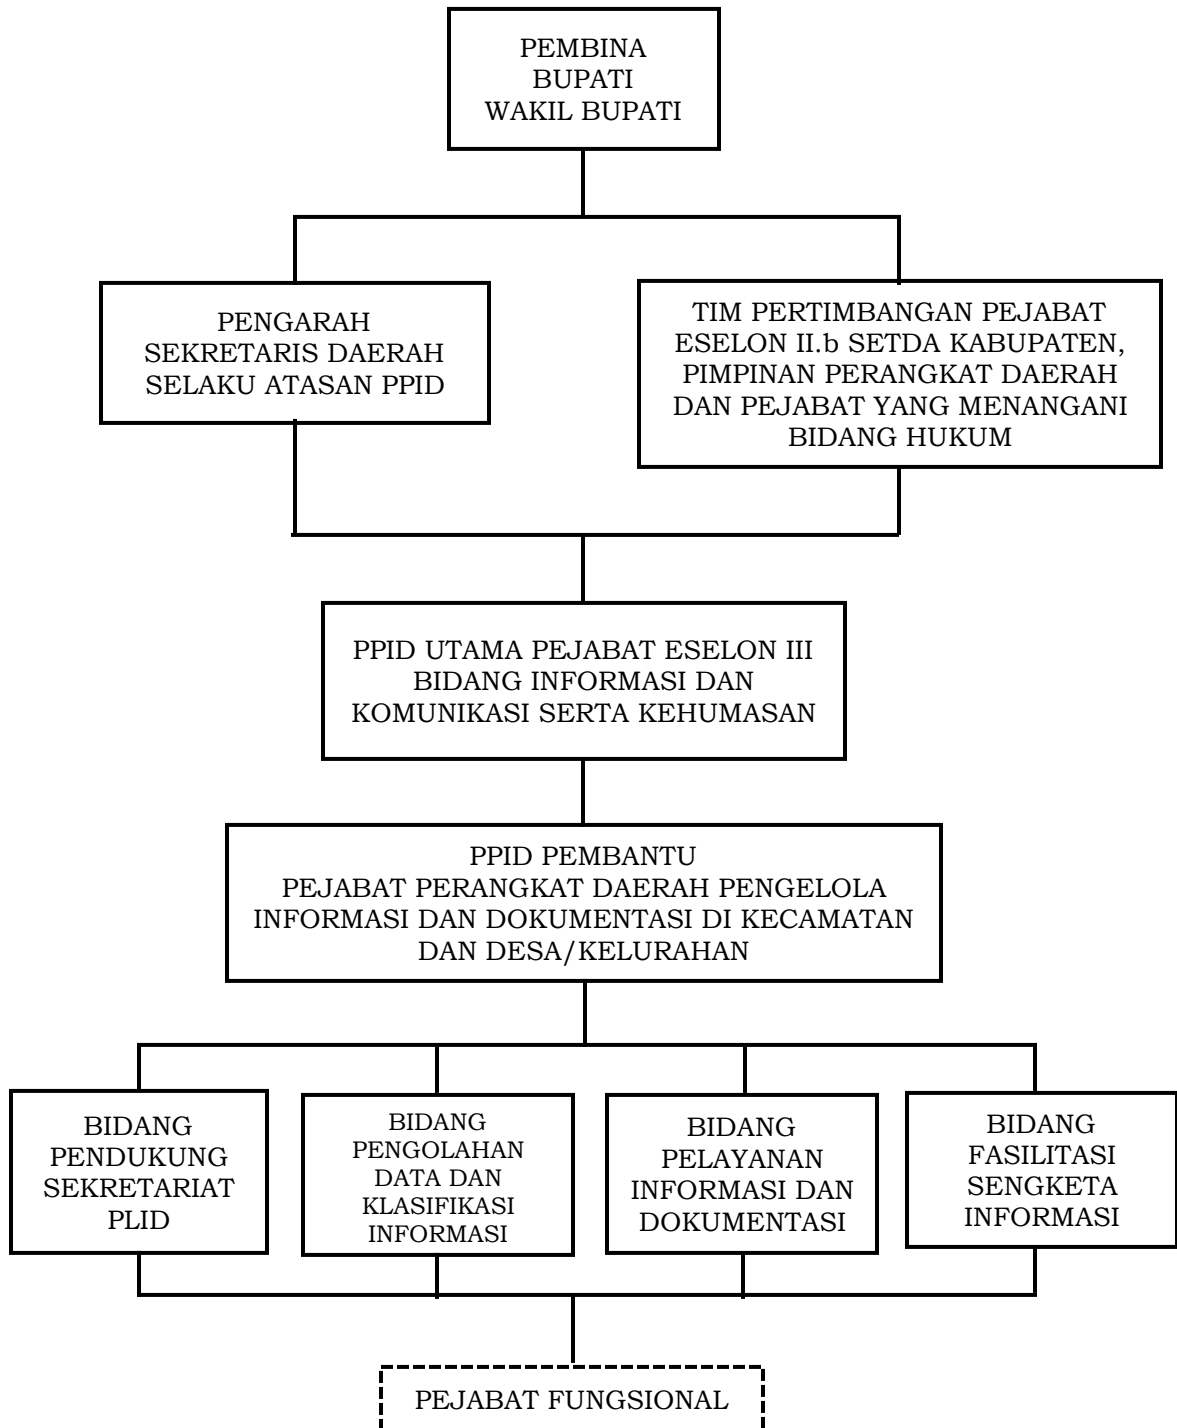 PEMBINA
BUPATI
WAKIL BUPATI
PENGARAH
SEKRETARIS DAERAH
SELAKU ATASAN PPID
TIM PERTIMBANGAN PEJABAT
ESELON II.b SETDA KABUPATEN,
PIMPINAN PERANGKAT DAERAH
DAN PEJABAT YANG MENANGANI
BIDANG HUKUM
PPID UTAMA PEJABAT ESELON III
BIDANG INFORMASI DAN
KOMUNIKASI SERTA KEHUMASAN
PPID PEMBANTU
PEJABAT PERANGKAT DAERAH PENGELOLA
INFORMASI DAN DOKUMENTASI DI KECAMATAN
DAN DESA/KELURAHAN
BIDANG
PENDUKUNG
SEKRETARIAT
PLID
BIDANG
PENGOLAHAN
DATA DAN
KLASIFIKASI
INFORMASI
BIDANG
PELAYANAN
INFORMASI DAN
DOKUMENTASI
BIDANG
FASILITASI
SENGKETA
INFORMASI
PEJABAT FUNGSIONAL